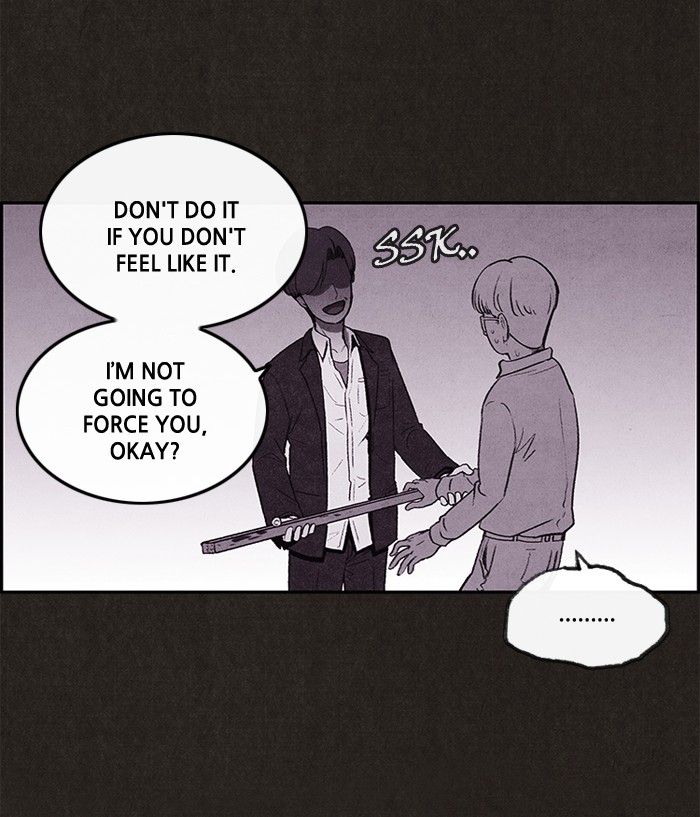 DON'T DO IT
IF YOU DON'T
FEEL LIKE IT.
SSK..
I'M NOT
GOING TO
FORCE YOU,
OKAY?
.........